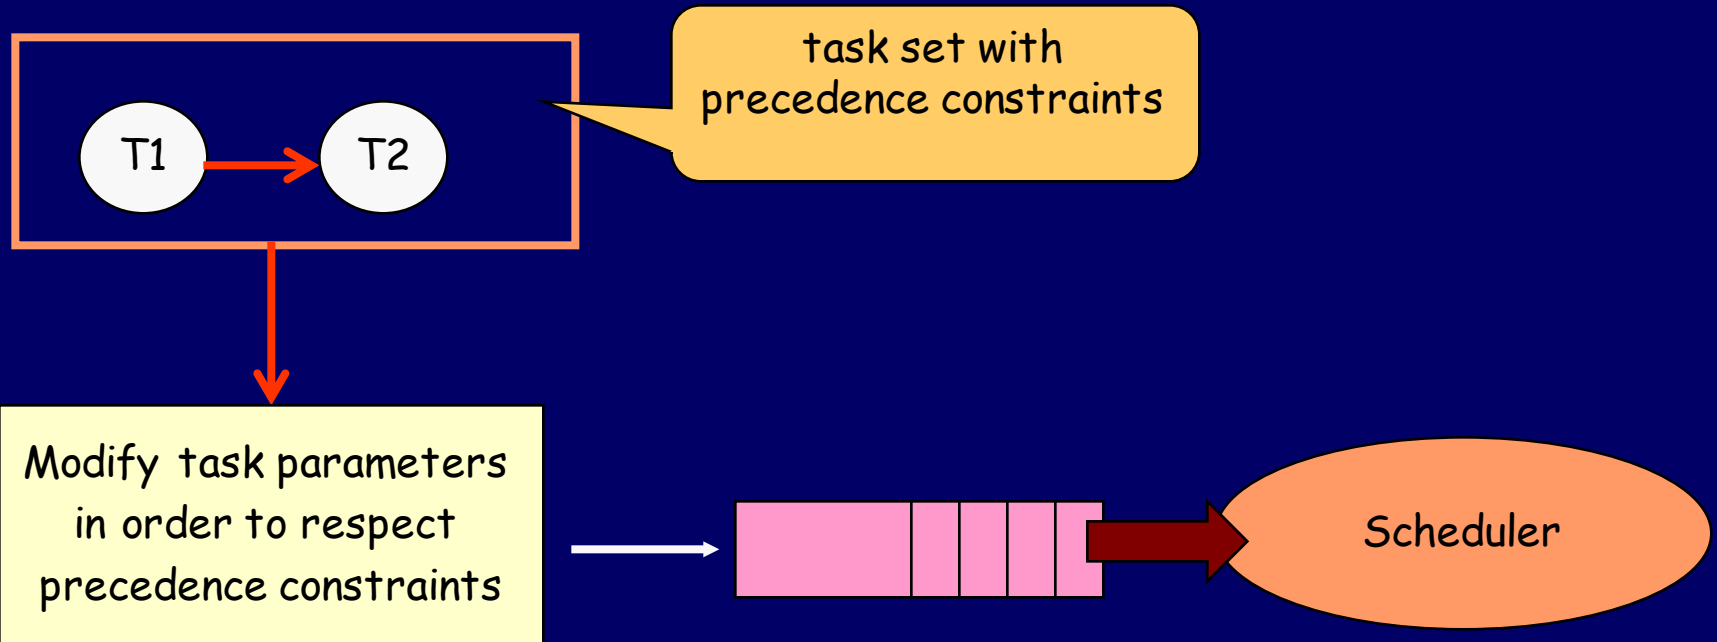 task set with
precedence constraints
T1
T2
Modify task parameters
in order to respect
precedence constraints
Scheduler